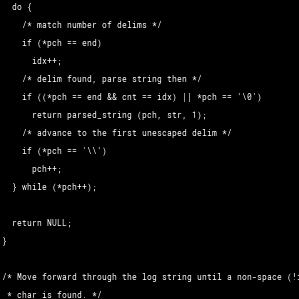 do {
/* match number of delims */
if (*pch == end)
idx++;
/* delim found, parse string then */
if ((*pch == end && cnt == idx) || *pch == '\0')
return parsed_string (pch, str, 1);
/* advance to the first unescaped delim */
if (*pch == '\\')
pch++;
} while (*pch++);
return NULL;
}
/* Move forward through the log string until a non-space (!
* char is found. */